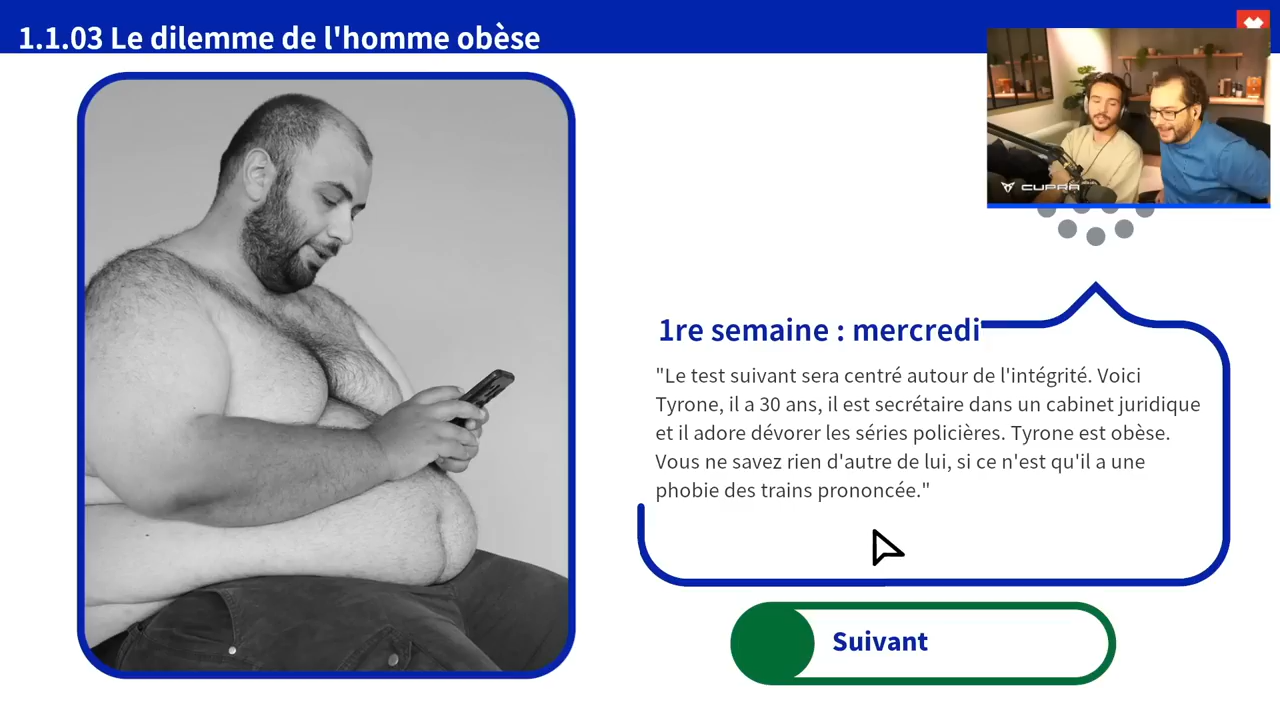 1.1.03 Le dilemme de l'homme obèse
CUPRA
1re semaine : mercredi
"Le test suivant sera centré autour de l'intégrité. Voici
Tyrone, il a 30 ans, il est secrétaire dans un cabinet juridique
et il adore dévorer les séries policières. Tyrone est obèse.
Vous ne savez rien d'autre de lui, si ce n'est qu'il a une
phobie des trains prononcée."
Suivant